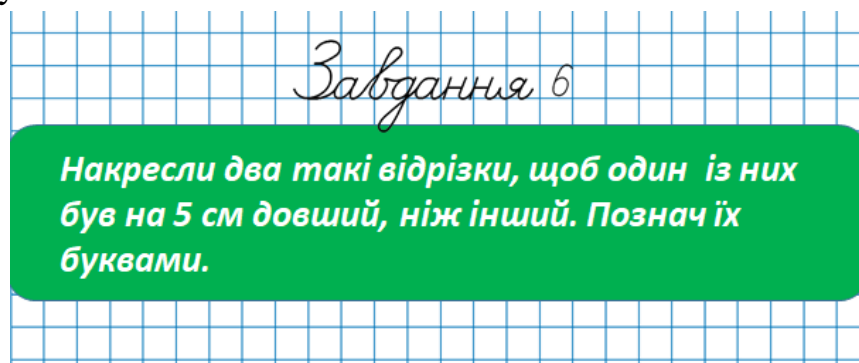 Завдання 6
Накресли два такі відрізки, щоб один із них
був на 5 см довший, ніж інший. Познач їх
буквами.